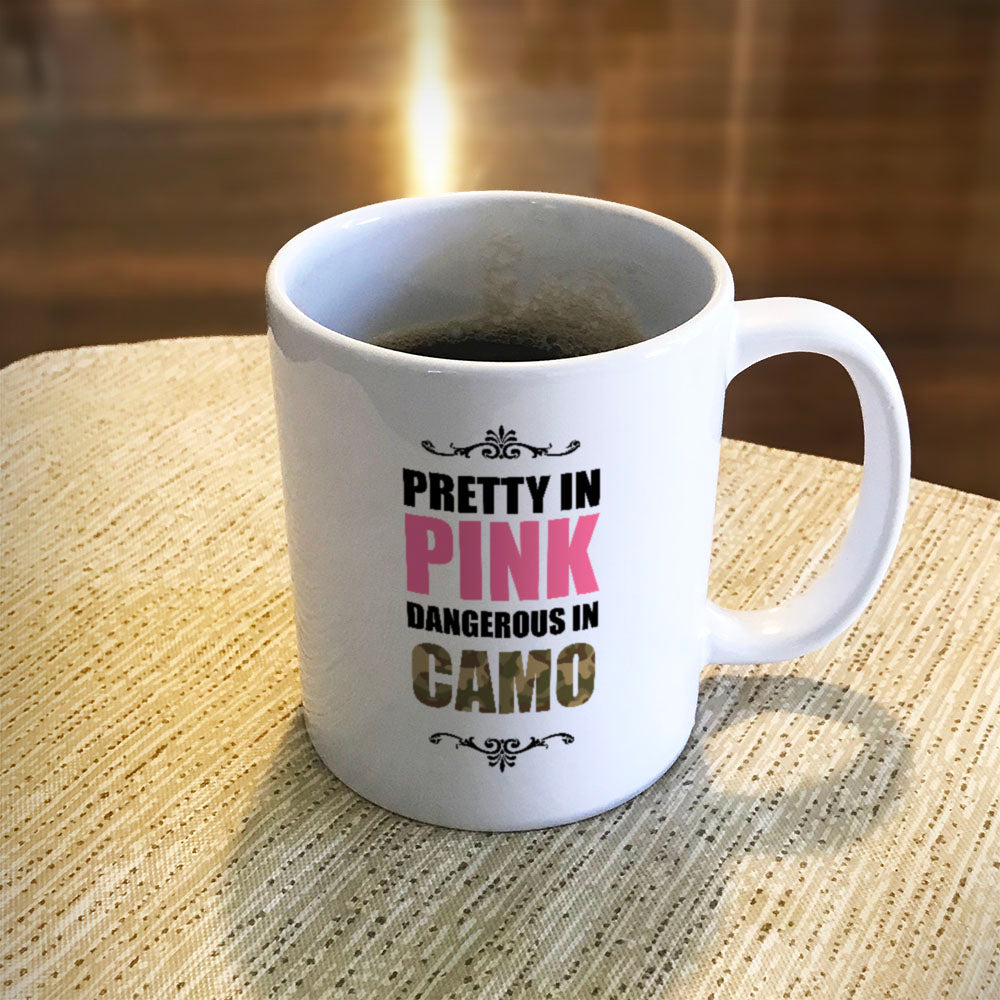 PRETTY IN
PINK
DANGEROUS IN
CAMO